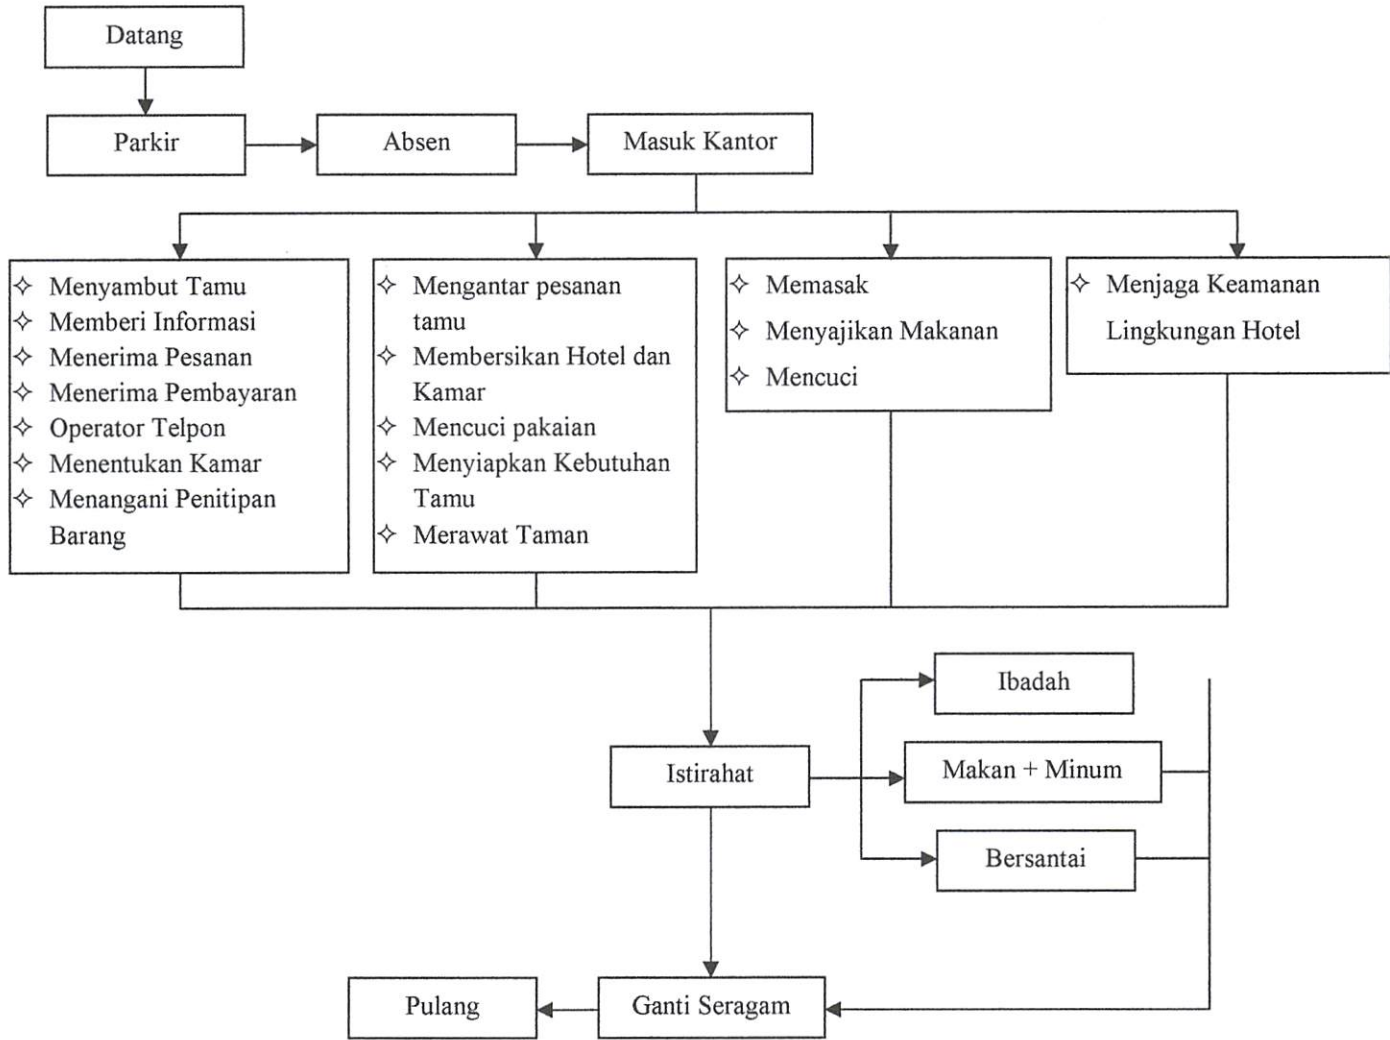 Datang
Parkir
Absen
Masuk Kantor
✧ Menyambut Tamu
✧ Memberi Informasi
✧ Menerima Pesanan
✧ Menerima Pembayaran
✧ Operator Telpon
✧ Menentukan Kamar
✧ Menangani Penitipan
Barang
✧ Mengantar pesanan
tamu
✧ Membersikan Hotel dan
Kamar
✧ Mencuci pakaian
✧ Menyiapkan Kebutuhan
Tamu
✧ Merawat Taman
✧ Memasak
✧ Menyajikan Makanan
✧ Mencuci
✧ Menjaga Keamanan
Lingkungan Hotel
Ibadah
Istirahat
Makan + Minum
Bersantai
Pulang
Ganti Seragam